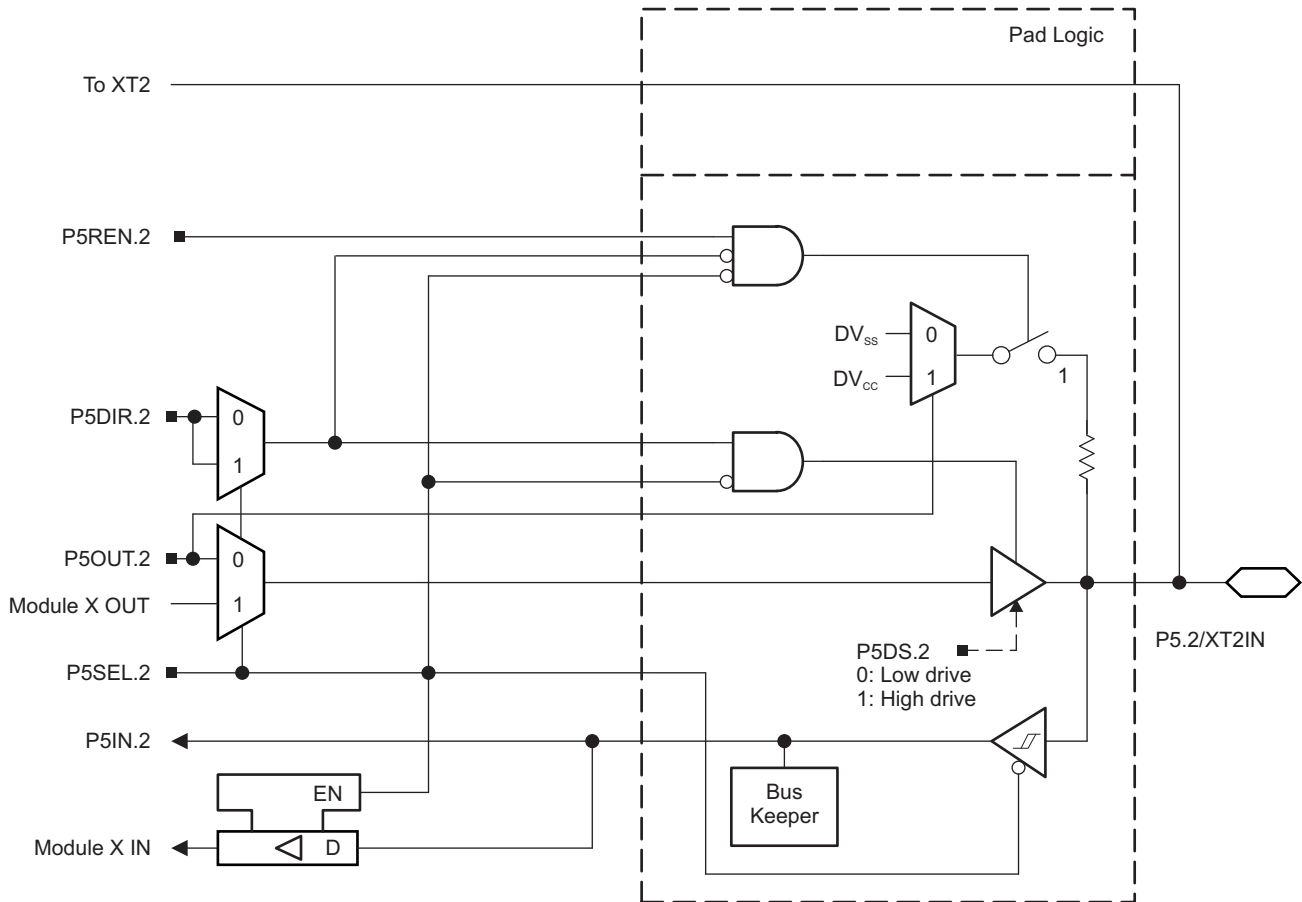 Pad Logic
To XT2
P5REN.2
DVSS
0
DVCC
1
1
P5DIR.2
0
1
P5OUT.2
0
Module X OUT
1
P5SEL.2
P5DS.2
0: Low drive
1: High drive
P5.2/XT2IN
P5IN.2
Bus
Keeper
EN
Module X IN
D